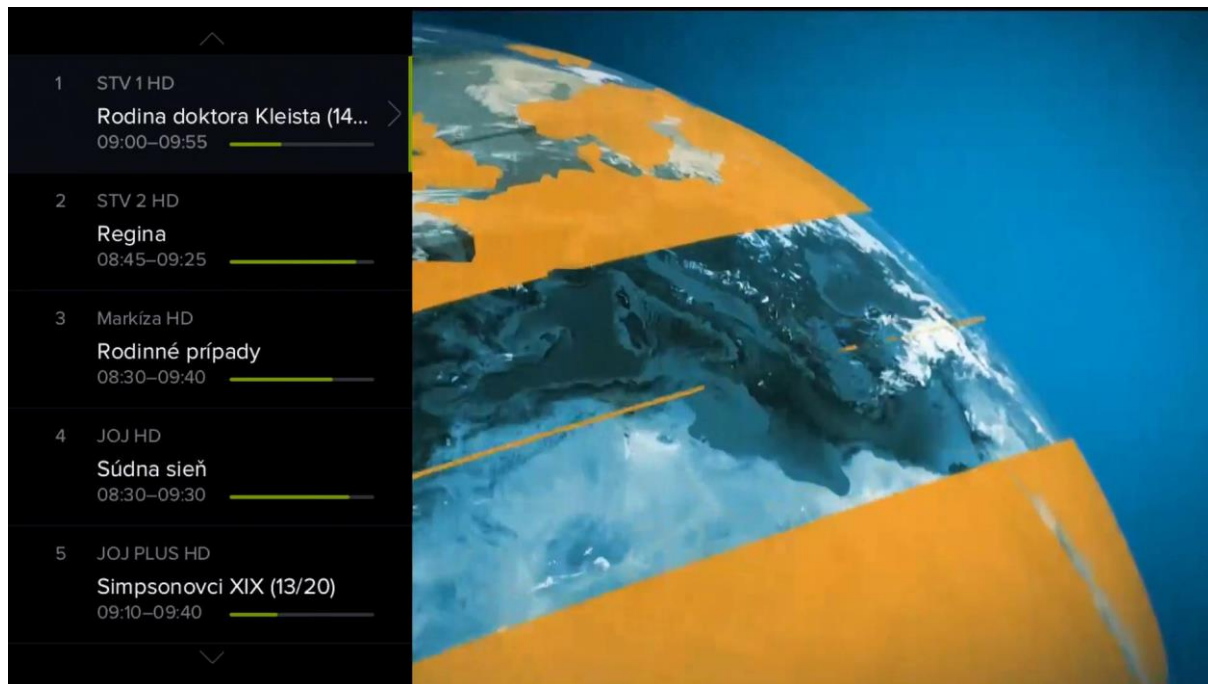 1 STV 1 HD
Rodina doktora Kleista (14...
09:00–09:55
2 STV 2 HD
Regina
08:45–09:25
3 Markíza HD
Rodinné prípady
08:30–09:40
4 JOJ HD
Súdna sieň
08:30–09:30
5 JOJ PLUS HD
Simpsonovci XIX (13/20)
09:10–09:40